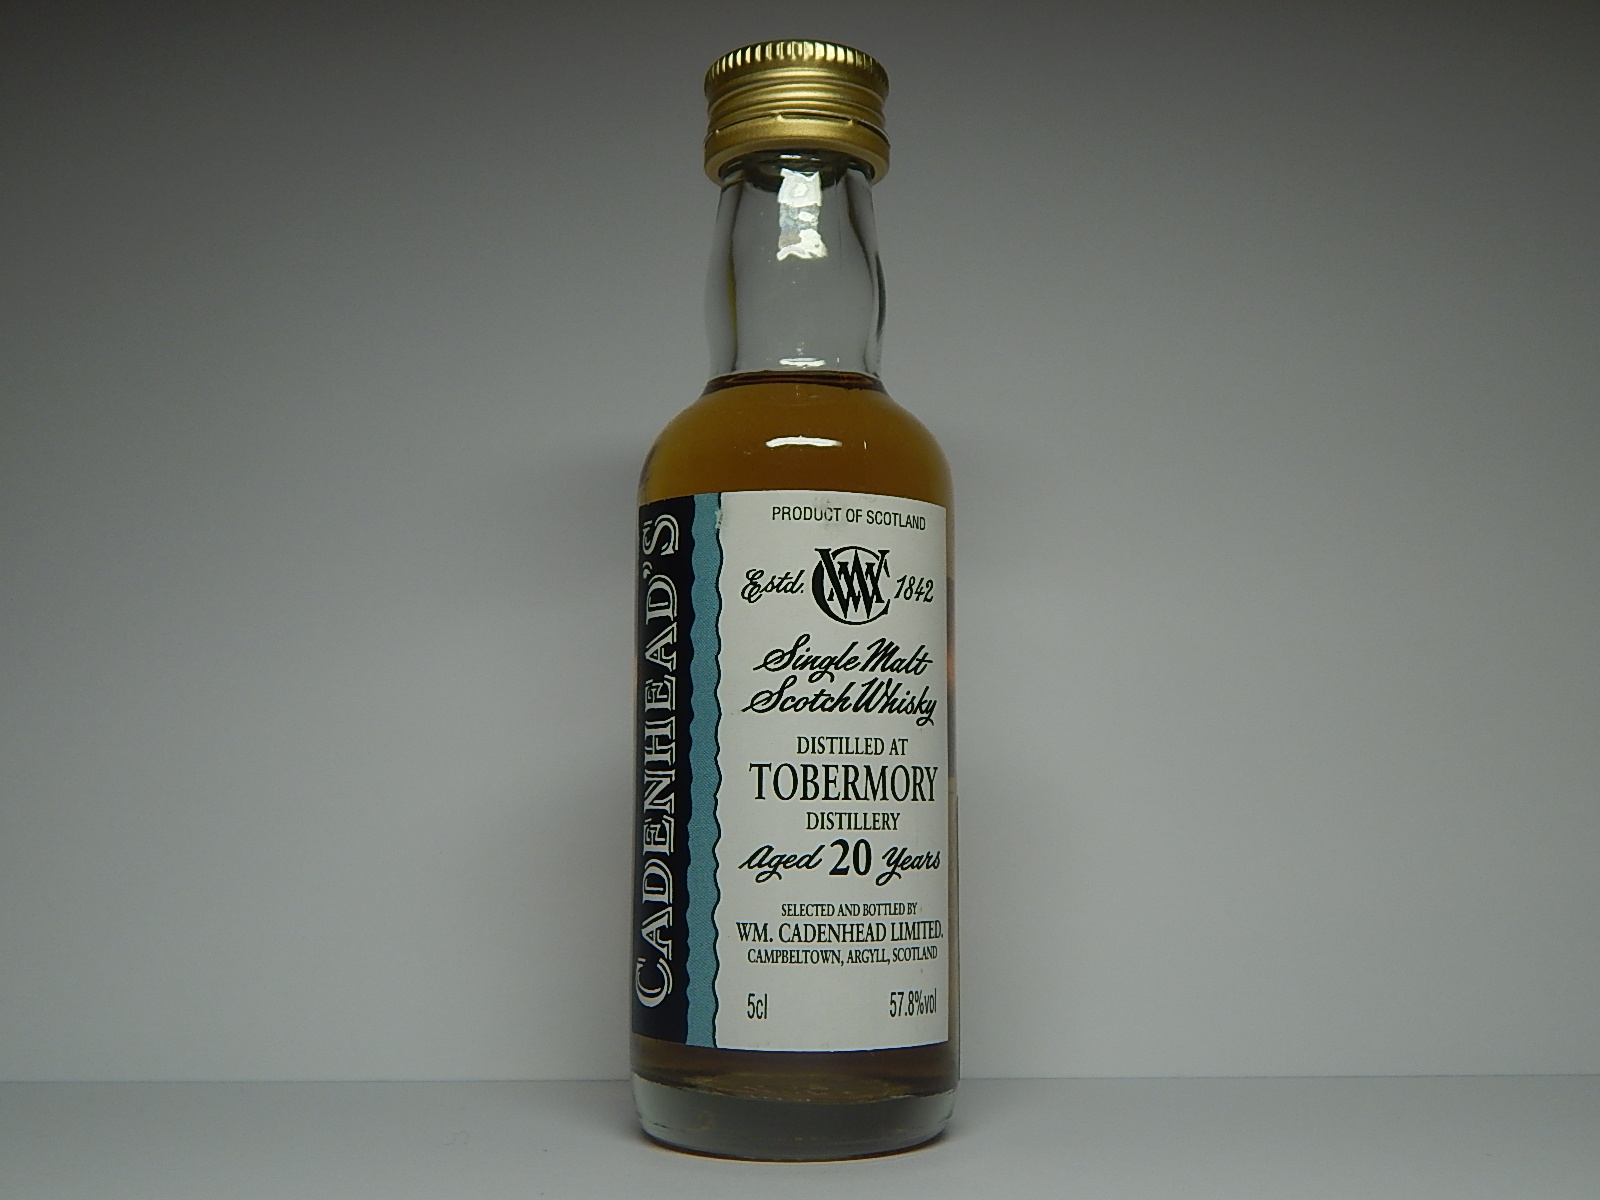 CADENHEAD'S
PRODUCT OF SCOTLAND
Estd. WC 1842
Single Malt
Scotch Whisky
DISTILLED AT
TOBERMORY
DISTILLERY
Aged 20 Years
SELECTED AND BOTTLED BY
WM. CADENHEAD LIMITED.
CAMPBELTOWN, ARGYLL, SCOTLAND
5cl 57.8%vol